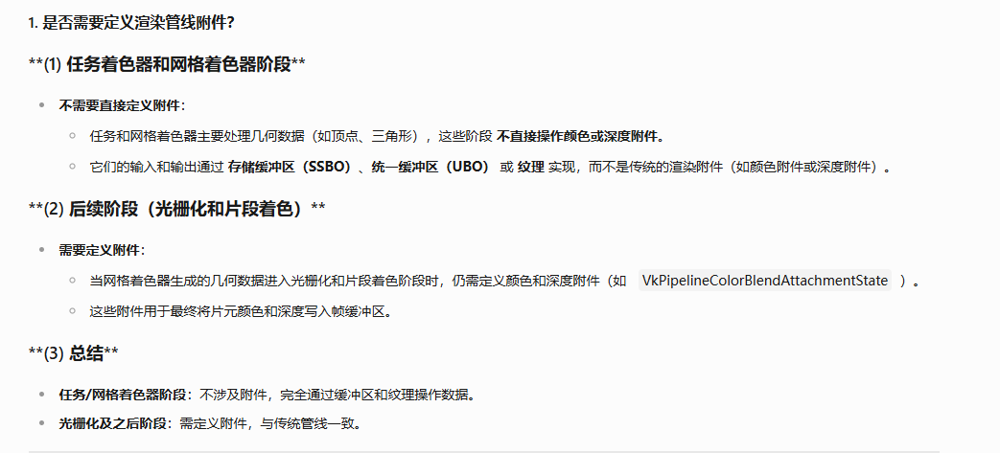 1. 是否需要定义渲染管线附件？
**(1) 任务着色器和网格着色器阶段**
不需要直接定义附件：
任务和网格着色器主要处理几何数据（如顶点、三角形），这些阶段 不直接操作颜色或深度附件。
它们的输入和输出通过 存储缓冲区（SSBO）、统一缓冲区（UBO） 或 纹理 实现，而不是传统的渲染附件（如颜色附件或深度附件）。
**(2) 后续阶段（光栅化和片段着色）**
需要定义附件：
当网格着色器生成的几何数据进入光栅化和片段着色阶段时，仍需定义颜色和深度附件（如 VkPipelineColorBlendAttachmentState ）。
这些附件用于最终将片元颜色和深度写入帧缓冲区。
**(3) 总结**
任务/网格着色器阶段：不涉及附件，完全通过缓冲区和纹理操作数据。
光栅化及之后阶段：需定义附件，与传统管线一致。